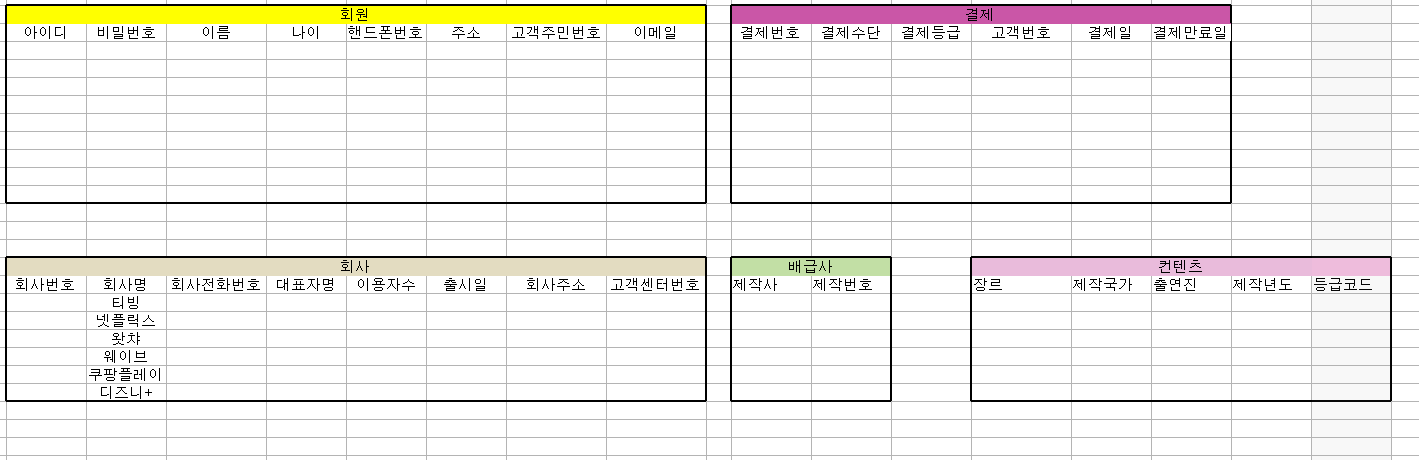 회원
아이디 비밀번호 이름 나이 핸드폰번호 주소 고객주민번호 이메일
결제
결제번호 결제수단 결제등급 고객번호 결제일 결제만료일
회사
회사번호 회사명 회사전화번호 대표자명 이용자수 출시일 회사주소 고객센터번호
티빙
넷플릭스
왓챠
웨이브
쿠팡플레이
디즈니+
배급사
제작사 제작번호
컨텐츠
장르 제작국가 출연진 제작년도 등급코드